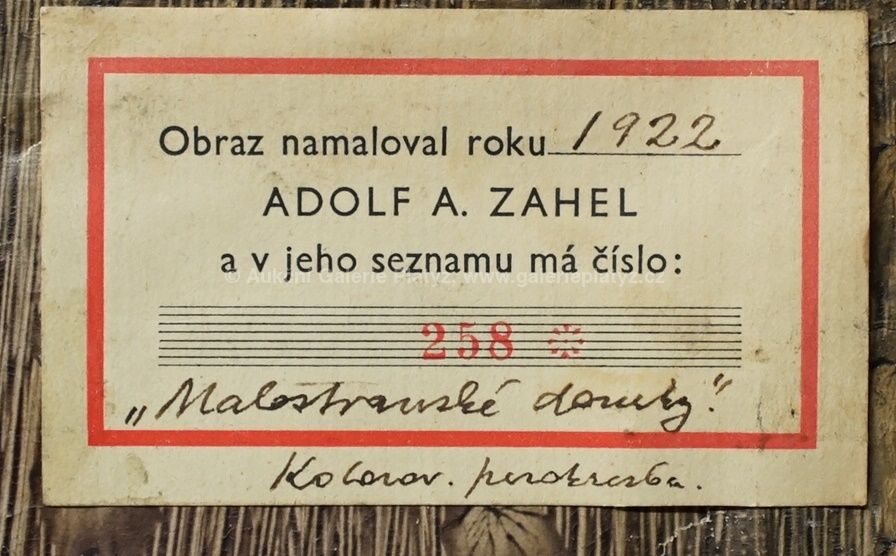 Obraz namaloval roku 1922
ADOLF A. ZAHEL
a v jeho seznamu má číslo:
© Aukční Galerie Platýz, www.galerieplatyz.cz
258
„Malostranské domky."
Kolorov. perokresba.